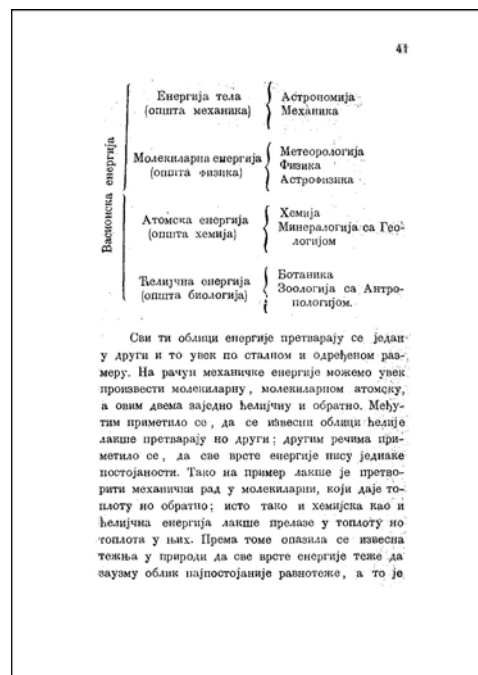 41
Васионска енергија
Енергија тела
(општа механика)
Астрономија
Механика
Молекиларна енергија
(општа физика)
Метеорологија
Физика
Астрофизика
Атомска енергија
(општа хемија)
Хемија
Минералогија са Гео-
логијом
Ћелијчна енергија
(општа биологија)
Ботаника
Зоологија са Антро-
пологијом.
Сви ти облици енергије претварају се један
у други и то увек по сталном и одређеном раз-
меру. На рачун механичке енергије можемо увек
произвести молекиларну, молекиларном атомску,
а овим двема заједно ћелијчну и обратно. Међу-
тим приметило се, да се извесни облици ћелије
лакше претварају но други; другим речима при-
метило се, да све врсте енергије нису једнаке
постојаности. Тако на пример лакше је претво-
рити механички рад у молекиларни, који даје то-
плоту но обратно; исто тако и хемијска као и
ћелијчна енергија лакше прелазе у топлоту но
топлота у њих. Према томе опазила се извесна
тежња у природи да све врсте енергије теже да
заузму облик најпостојаније равнотеже, а то је